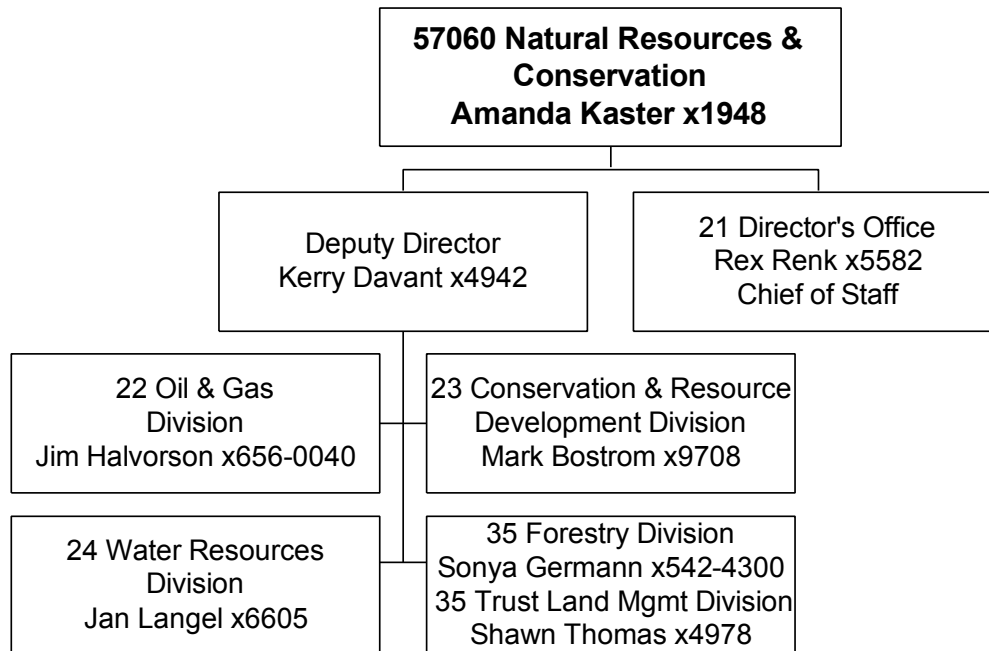 57060 Natural Resources &
Conservation
Amanda Kaster x1948
Deputy Director
Kerry Davant x4942
21 Director's Office
Rex Renk x5582
Chief of Staff
22 Oil & Gas
Division
Jim Halvorson x656-0040
23 Conservation & Resource
Development Division
Mark Bostrom x9708
24 Water Resources
Division
Jan Langel x6605
35 Forestry Division
Sonya Germann x542-4300
35 Trust Land Mgmt Division
Shawn Thomas x4978